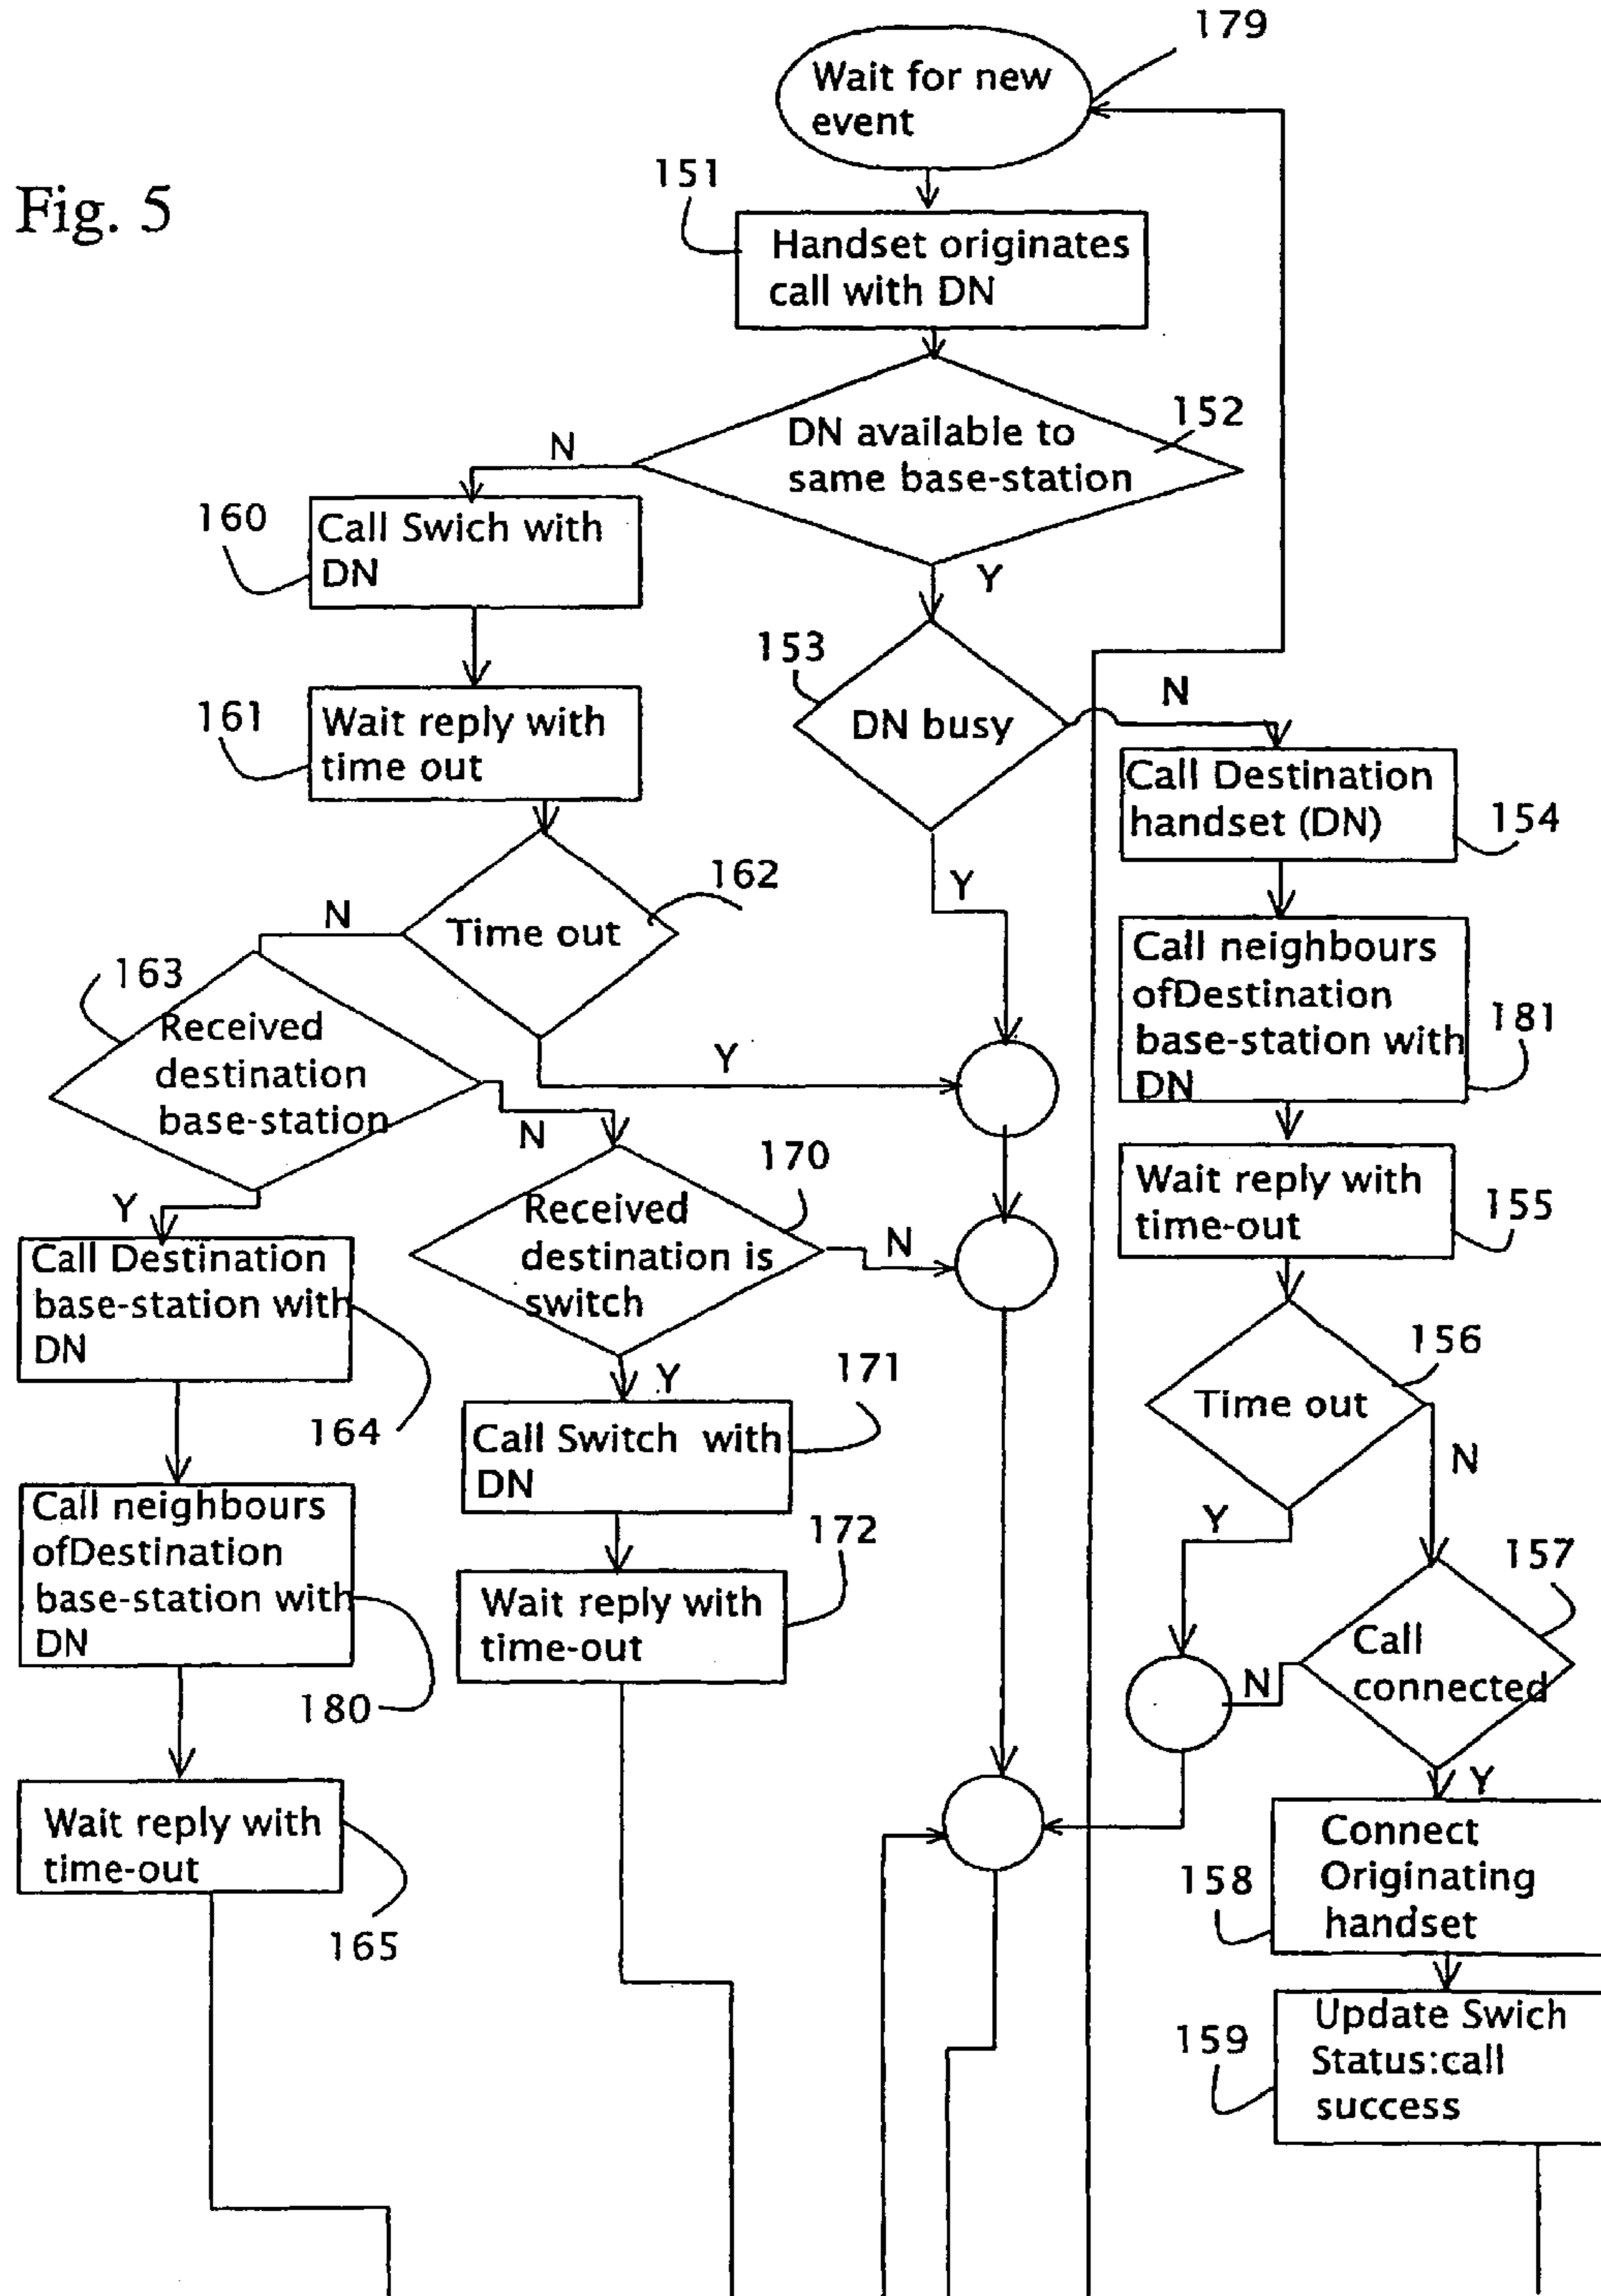 Fig. 5
179
Wait for new
event
151
Handset originates
call with DN
152
DN available to
same base-station
N
Y
160
Call Swich with
DN
161
Wait reply with
time out
153
DN busy
N
Y
Call Destination
handset (DN)
154
162
Time out
N
Y
Call neighbours
ofDestination
base-station with
DN
181
163
Received
destination
base-station
N
Y
Wait reply with
time-out
155
170
Received
destination is
switch
N
Y
Call Destination
base-station with
DN
164
156
Time out
N
Y
171
Call Switch with
DN
Call neighbours
ofDestination
base-station with
DN
180
172
Wait reply with
time-out
157
Call
connected
N
Y
Wait reply with
time-out
165
Connect
Originating
handset
158
Update Swich
Status:call
success
159